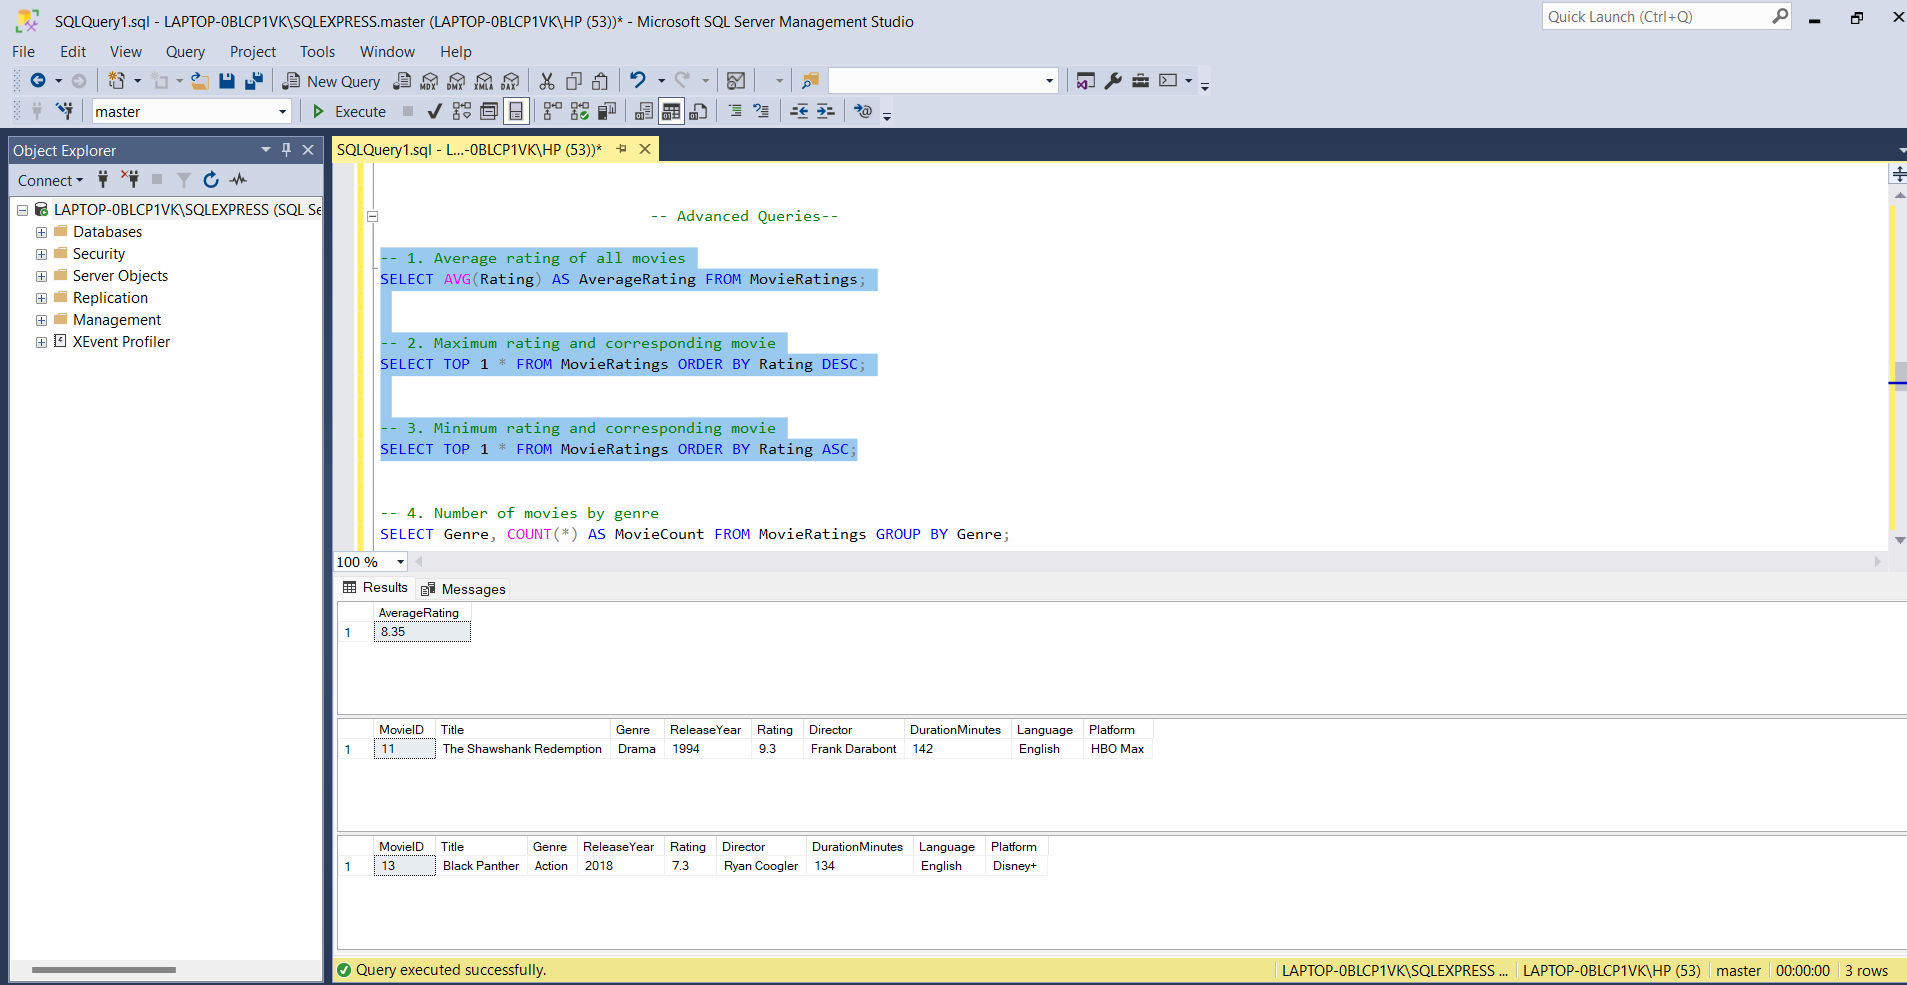 SQLQuery1.sql - LAPTOP-0BLCP1VK\SQLEXPRESS.master (LAPTOP-0BLCP1VK\HP (53))* - Microsoft SQL Server Management Studio
Quick Launch (Ctrl+Q)
File Edit View Query Project Tools Window Help
New Query MDX DMX XMLA DAX
master Execute
Object Explorer
Connect
LAPTOP-0BLCP1VK\SQLEXPRESS (SQL Se
Databases
Security
Server Objects
Replication
Management
XEvent Profiler
SQLQuery1.sql - L...-0BLCP1VK\HP (53))*
-- Advanced Queries--
-- 1. Average rating of all movies
SELECT AVG(Rating) AS AverageRating FROM MovieRatings;
-- 2. Maximum rating and corresponding movie
SELECT TOP 1 * FROM MovieRatings ORDER BY Rating DESC;
-- 3. Minimum rating and corresponding movie
SELECT TOP 1 * FROM MovieRatings ORDER BY Rating ASC;
-- 4. Number of movies by genre
SELECT Genre, COUNT(*) AS MovieCount FROM MovieRatings GROUP BY Genre;
100 %
Results Messages
AverageRating
1 8.35
MovieID Title Genre ReleaseYear Rating Director DurationMinutes Language Platform
1 11 The Shawshank Redemption Drama 1994 9.3 Frank Darabont 142 English HBO Max
MovieID Title Genre ReleaseYear Rating Director DurationMinutes Language Platform
1 13 Black Panther Action 2018 7.3 Ryan Coogler 134 English Disney+
Query executed successfully. LAPTOP-0BLCP1VK\SQLEXPRESS ... LAPTOP-0BLCP1VK\HP (53) master 00:00:00 3 rows